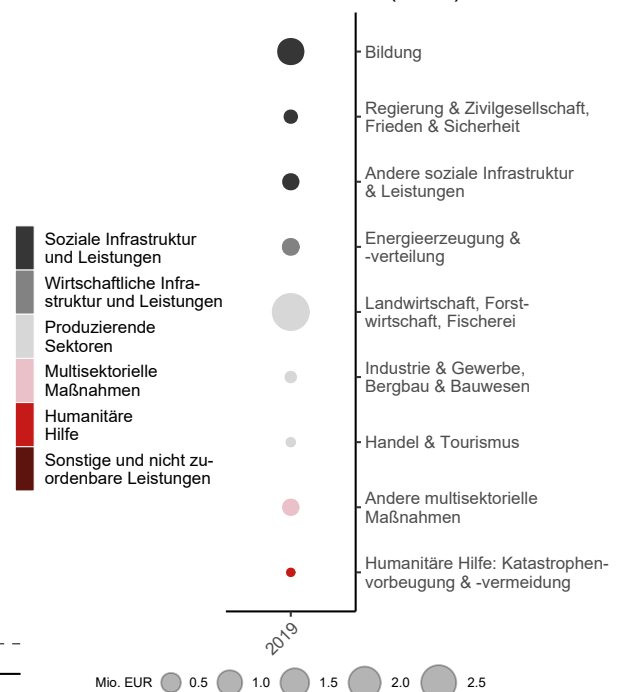 Bildung
Regierung & Zivilgesellschaft,
Frieden & Sicherheit
Andere soziale Infrastruktur
& Leistungen
Energieerzeugung &
-verteilung
Landwirtschaft, Forst-
wirtschaft, Fischerei
Industrie & Gewerbe,
Bergbau & Bauwesen
Handel & Tourismus
Andere multisektorielle
Maßnahmen
Humanitäre Hilfe: Katastrophen-
vorbeugung & -vermeidung
Soziale Infrastruktur
und Leistungen
Wirtschaftliche Infra-
struktur und Leistungen
Produzierende
Sektoren
Multisektorielle
Maßnahmen
Humanitäre
Hilfe
Sonstige und nicht zu-
ordenbare Leistungen
2019
Mio. EUR 0.5 1.0 1.5 2.0 2.5